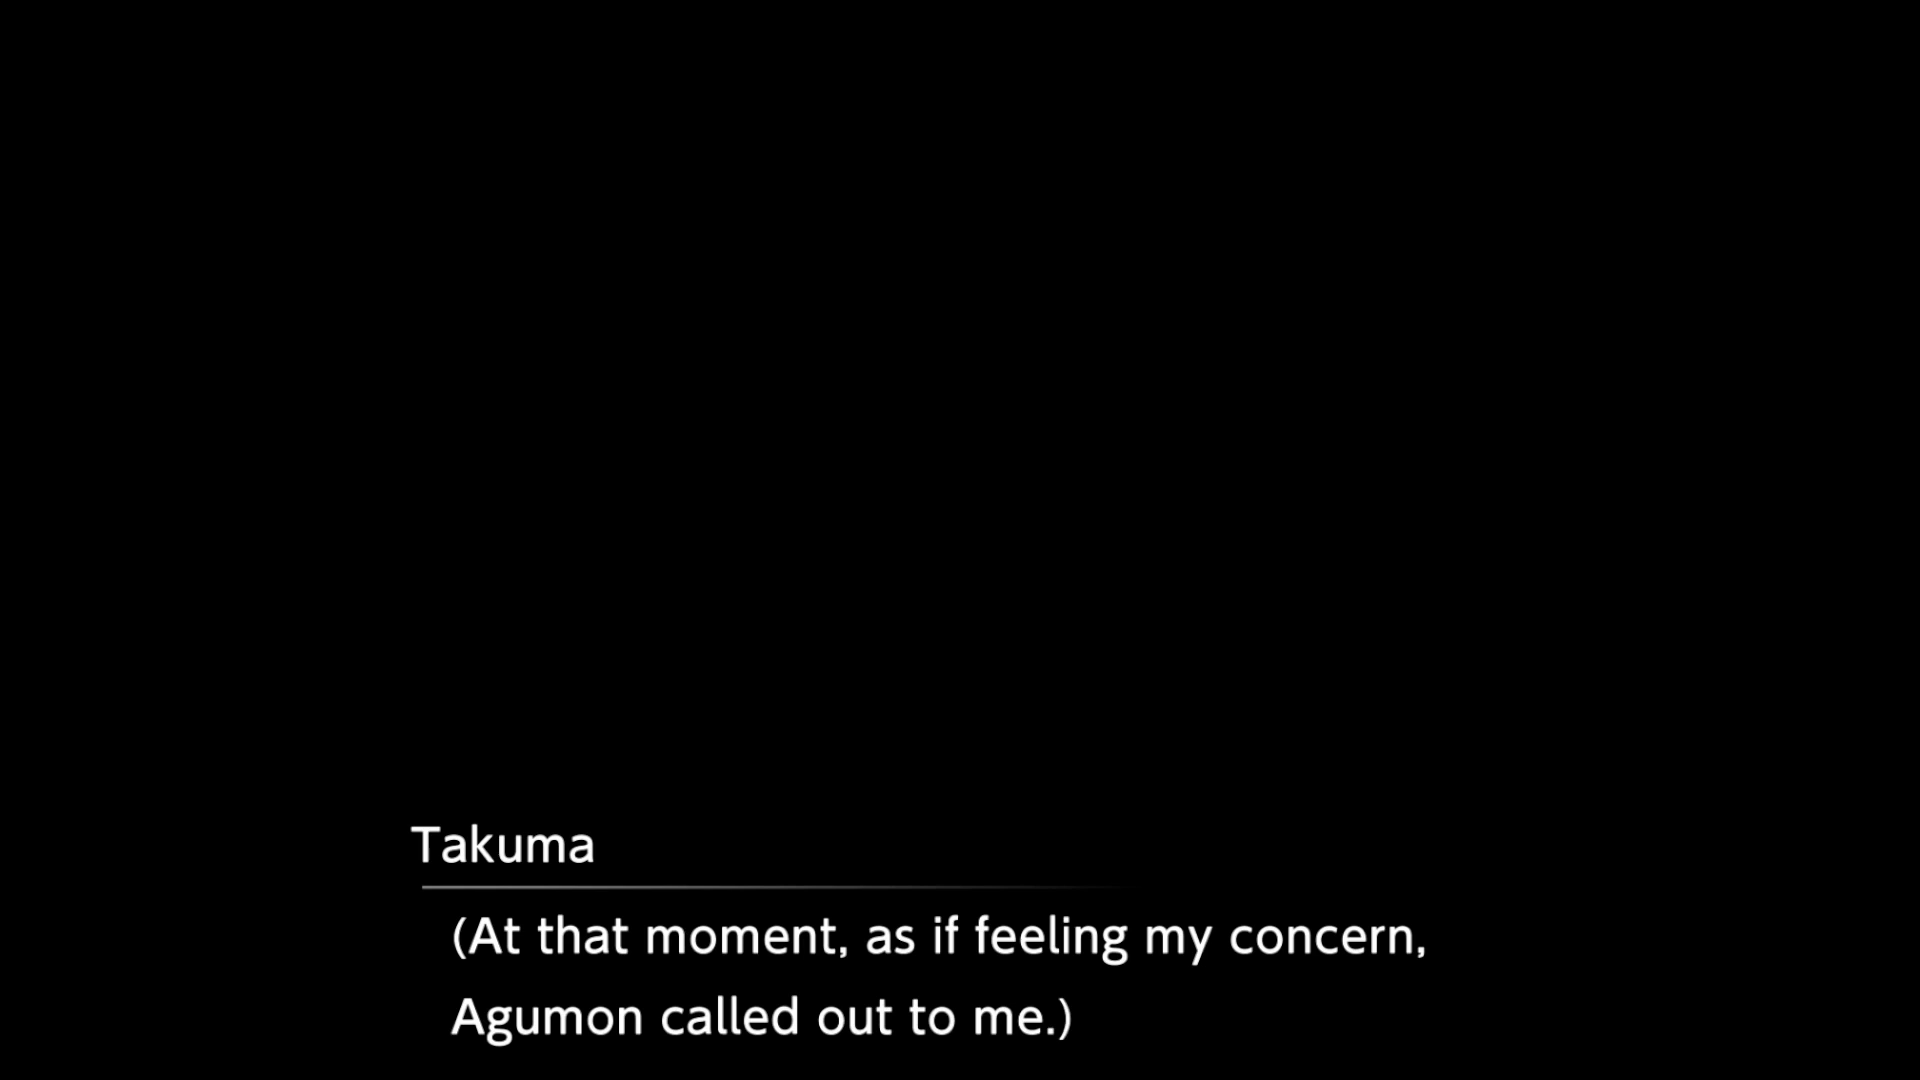 Takuma
(At that moment, as if feeling my concern,
Agumon called out to me.)